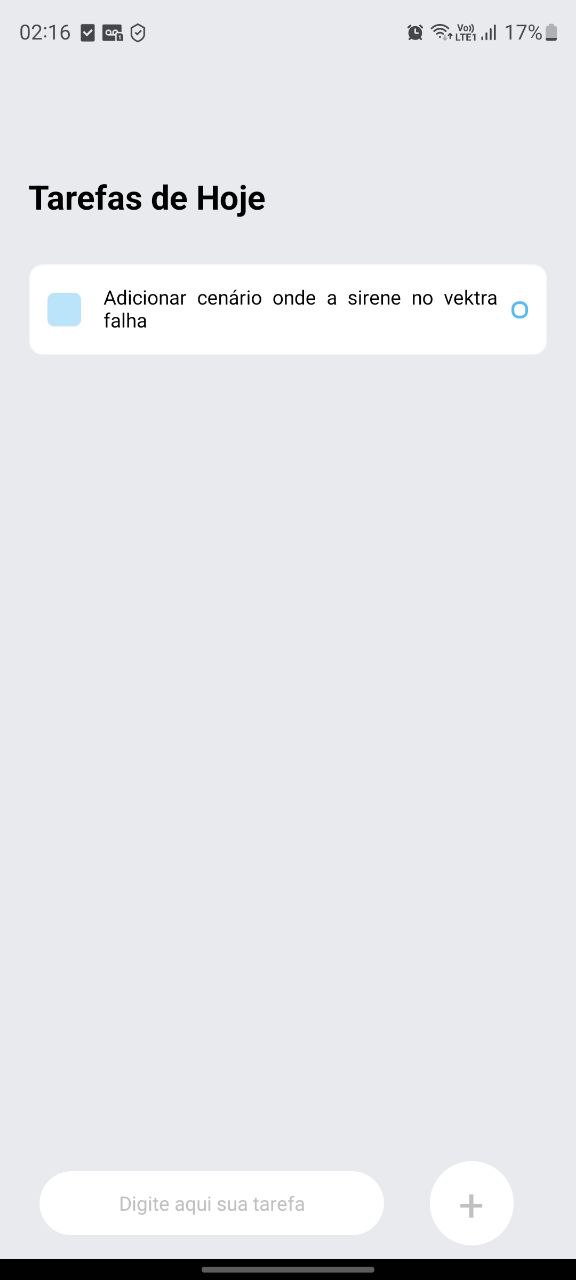 02:16
Vo))
LTE1
17%
Tarefas de Hoje
Adicionar cenário onde a sirene no vektra
falha
Digite aqui sua tarefa
+